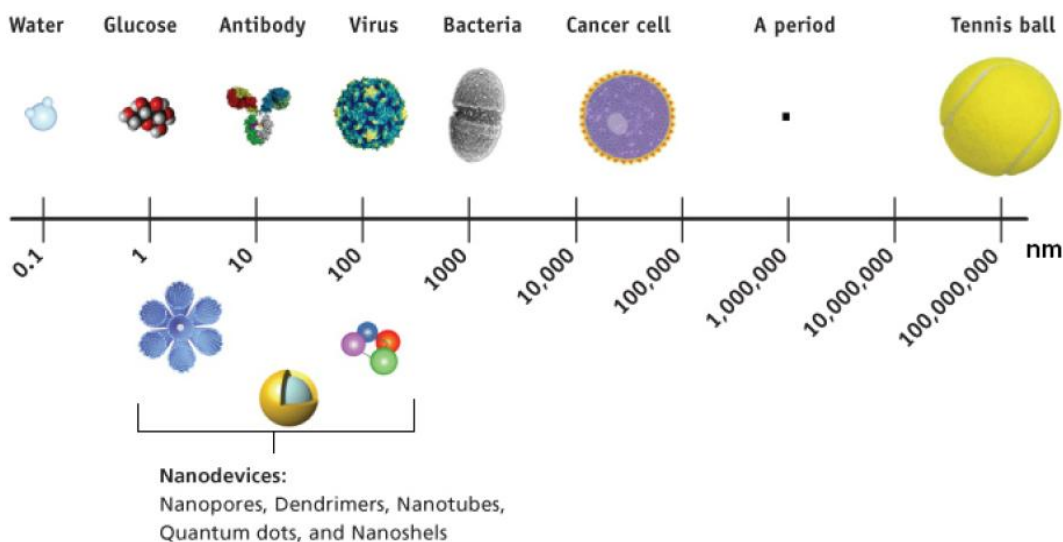 Water Glucose Antibody Virus Bacteria Cancer cell A period Tennis ball
0.1 1 10 100 1000 10,000 100,000 1,000,000 10,000,000 100,000,000 nm
Nanodevices:
Nanopores, Dendrimers, Nanotubes,
Quantum dots, and Nanoshels